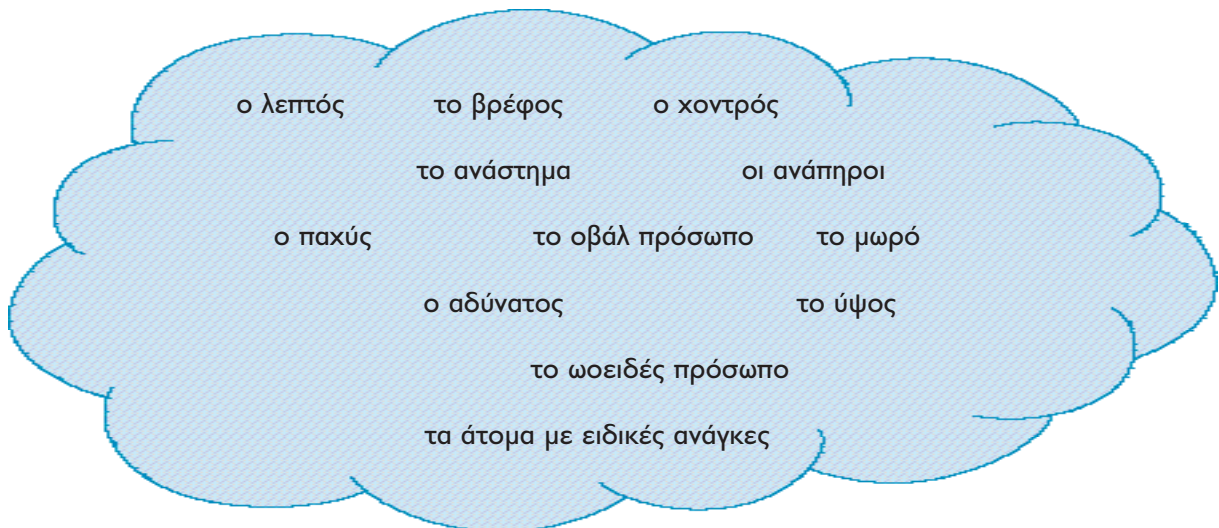 ο λεπτός το βρέφος ο χοντρός
το ανάστημα οι ανάπηροι
ο παχύς το οβάλ πρόσωπο το μωρό
ο αδύνατος το ύψος
το ωοειδές πρόσωπο
τα άτομα με ειδικές ανάγκες